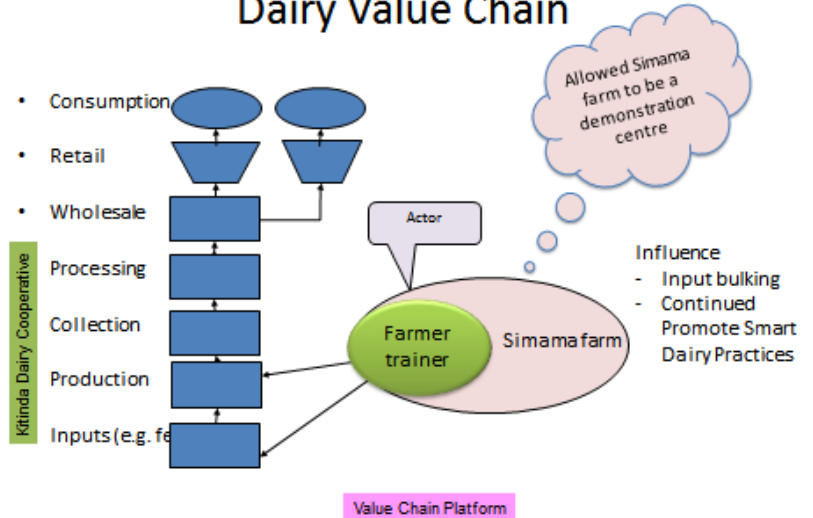 Dairy Value Chain
Consumption
Retail
Wholesale
Processing
Collection
Production
Inputs (e.g. fe
Kitinda Dairy Cooperative
Actor
Farmer
trainer
Simama farm
Allowed Simama
farm to be a
demonstration
centre
Influence
- Input bulking
- Continued
Promote Smart
Dairy Practices
Value Chain Platform